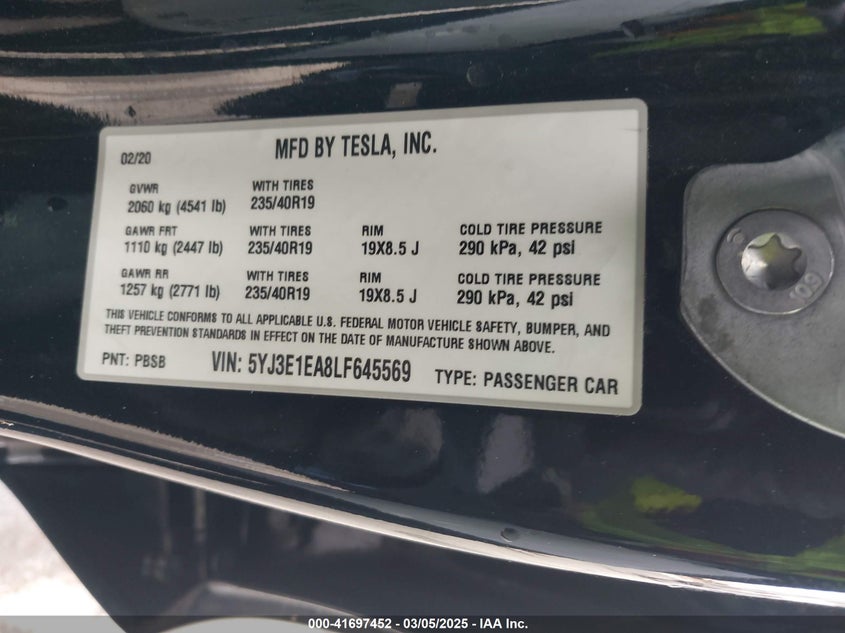 02/20 MFD BY TESLA, INC.
GVWR WITH TIRES
2060 kg (4541 lb) 235/40R19
GAWR FRT WITH TIRES RIM COLD TIRE PRESSURE
1110 kg (2447 lb) 235/40R19 19X8.5 J 290 kPa, 42 psi
GAWR RR WITH TIRES RIM COLD TIRE PRESSURE
1257 kg (2771 lb) 235/40R19 19X8.5 J 290 kPa, 42 psi
THIS VEHICLE CONFORMS TO ALL APPLICABLE U.S. FEDERAL MOTOR VEHICLE SAFETY, BUMPER, AND
THEFT PREVENTION STANDARDS IN EFFECT ON THE DATE OF MANUFACTURE SHOWN ABOVE.
PNT: PBSB VIN: 5YJ3E1EA8LF645569 TYPE: PASSENGER CAR
000-41697452 - 03/05/2025 - IAA Inc.